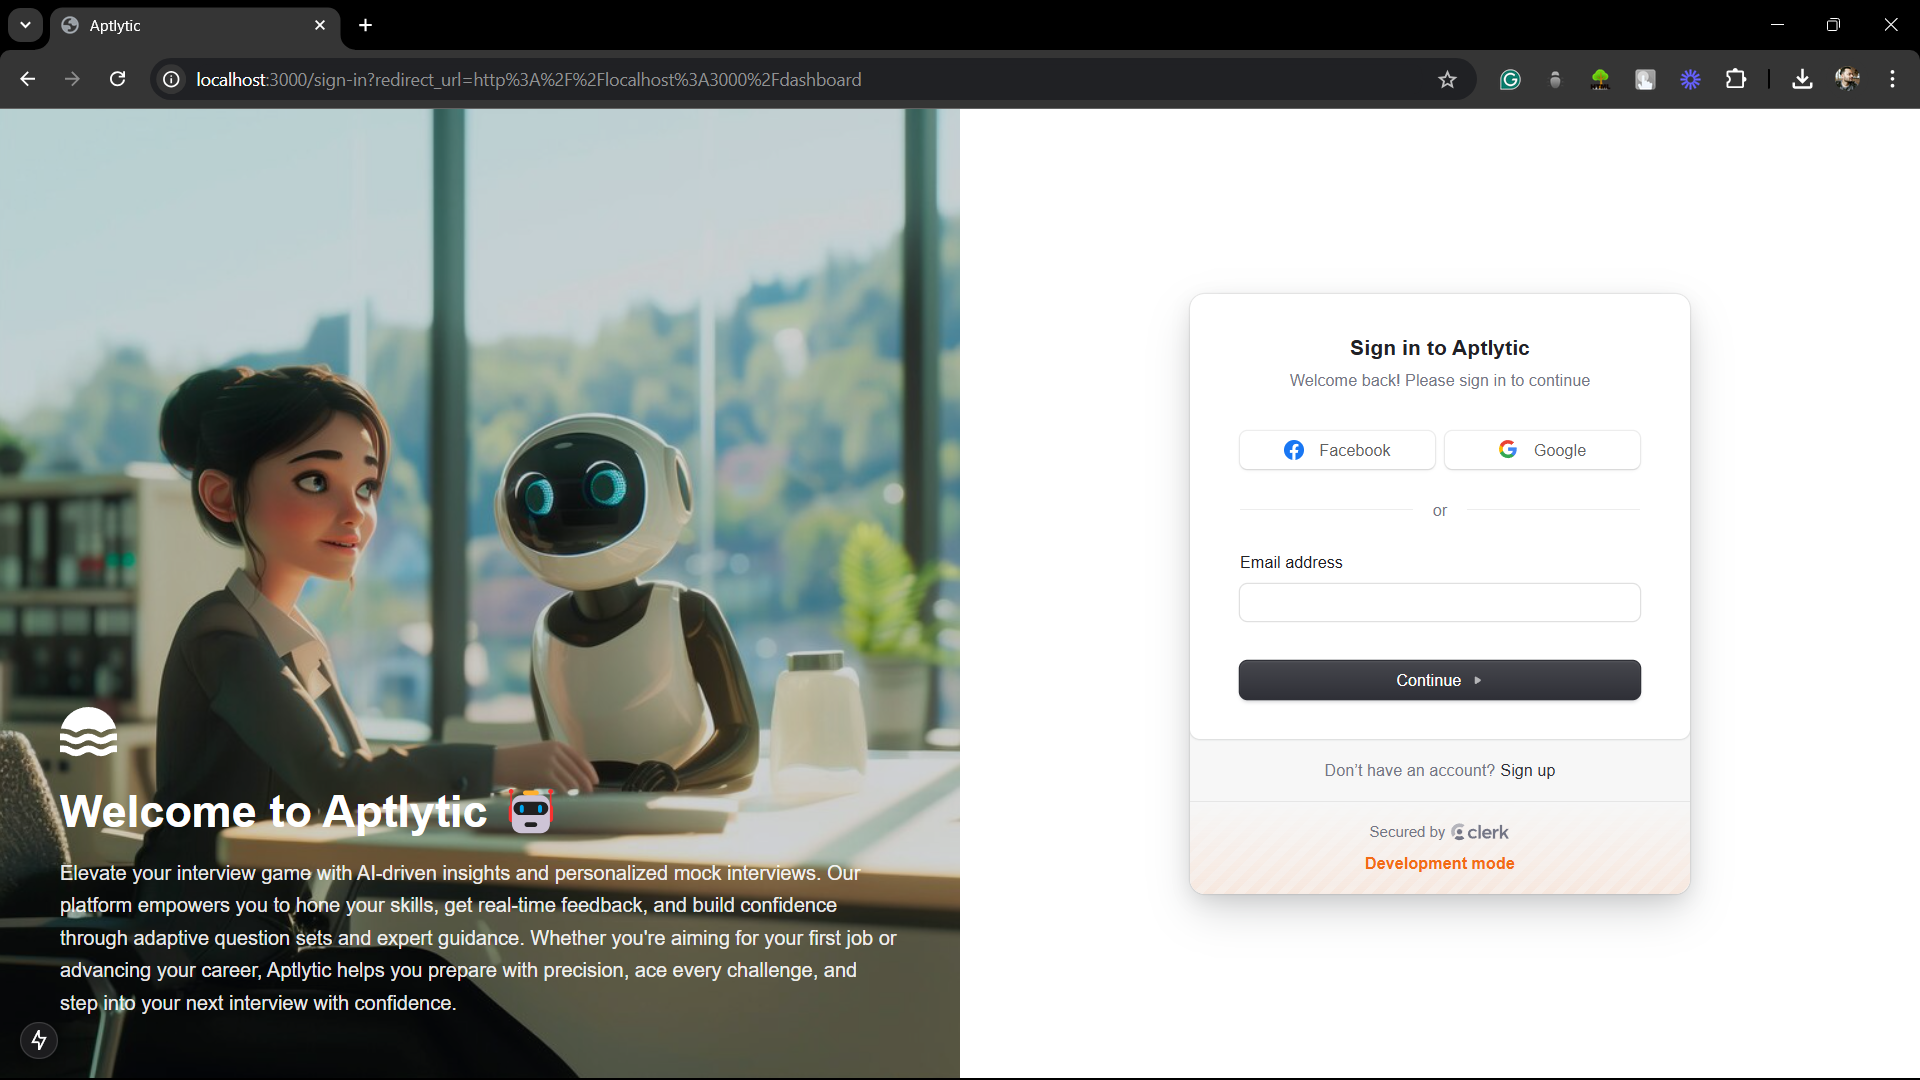 Aptlytic
localhost:3000/sign-in?redirect_url=http%3A%2F%2Flocalhost%3A3000%2Fdashboard
Welcome to Aptlytic
Elevate your interview game with AI-driven insights and personalized mock interviews. Our
platform empowers you to hone your skills, get real-time feedback, and build confidence
through adaptive question sets and expert guidance. Whether you're aiming for your first job or
advancing your career, Aptlytic helps you prepare with precision, ace every challenge, and
step into your next interview with confidence.
Sign in to Aptlytic
Welcome back! Please sign in to continue
Facebook Google
or
Email address
Continue
Don’t have an account? Sign up
Secured by clerk
Development mode